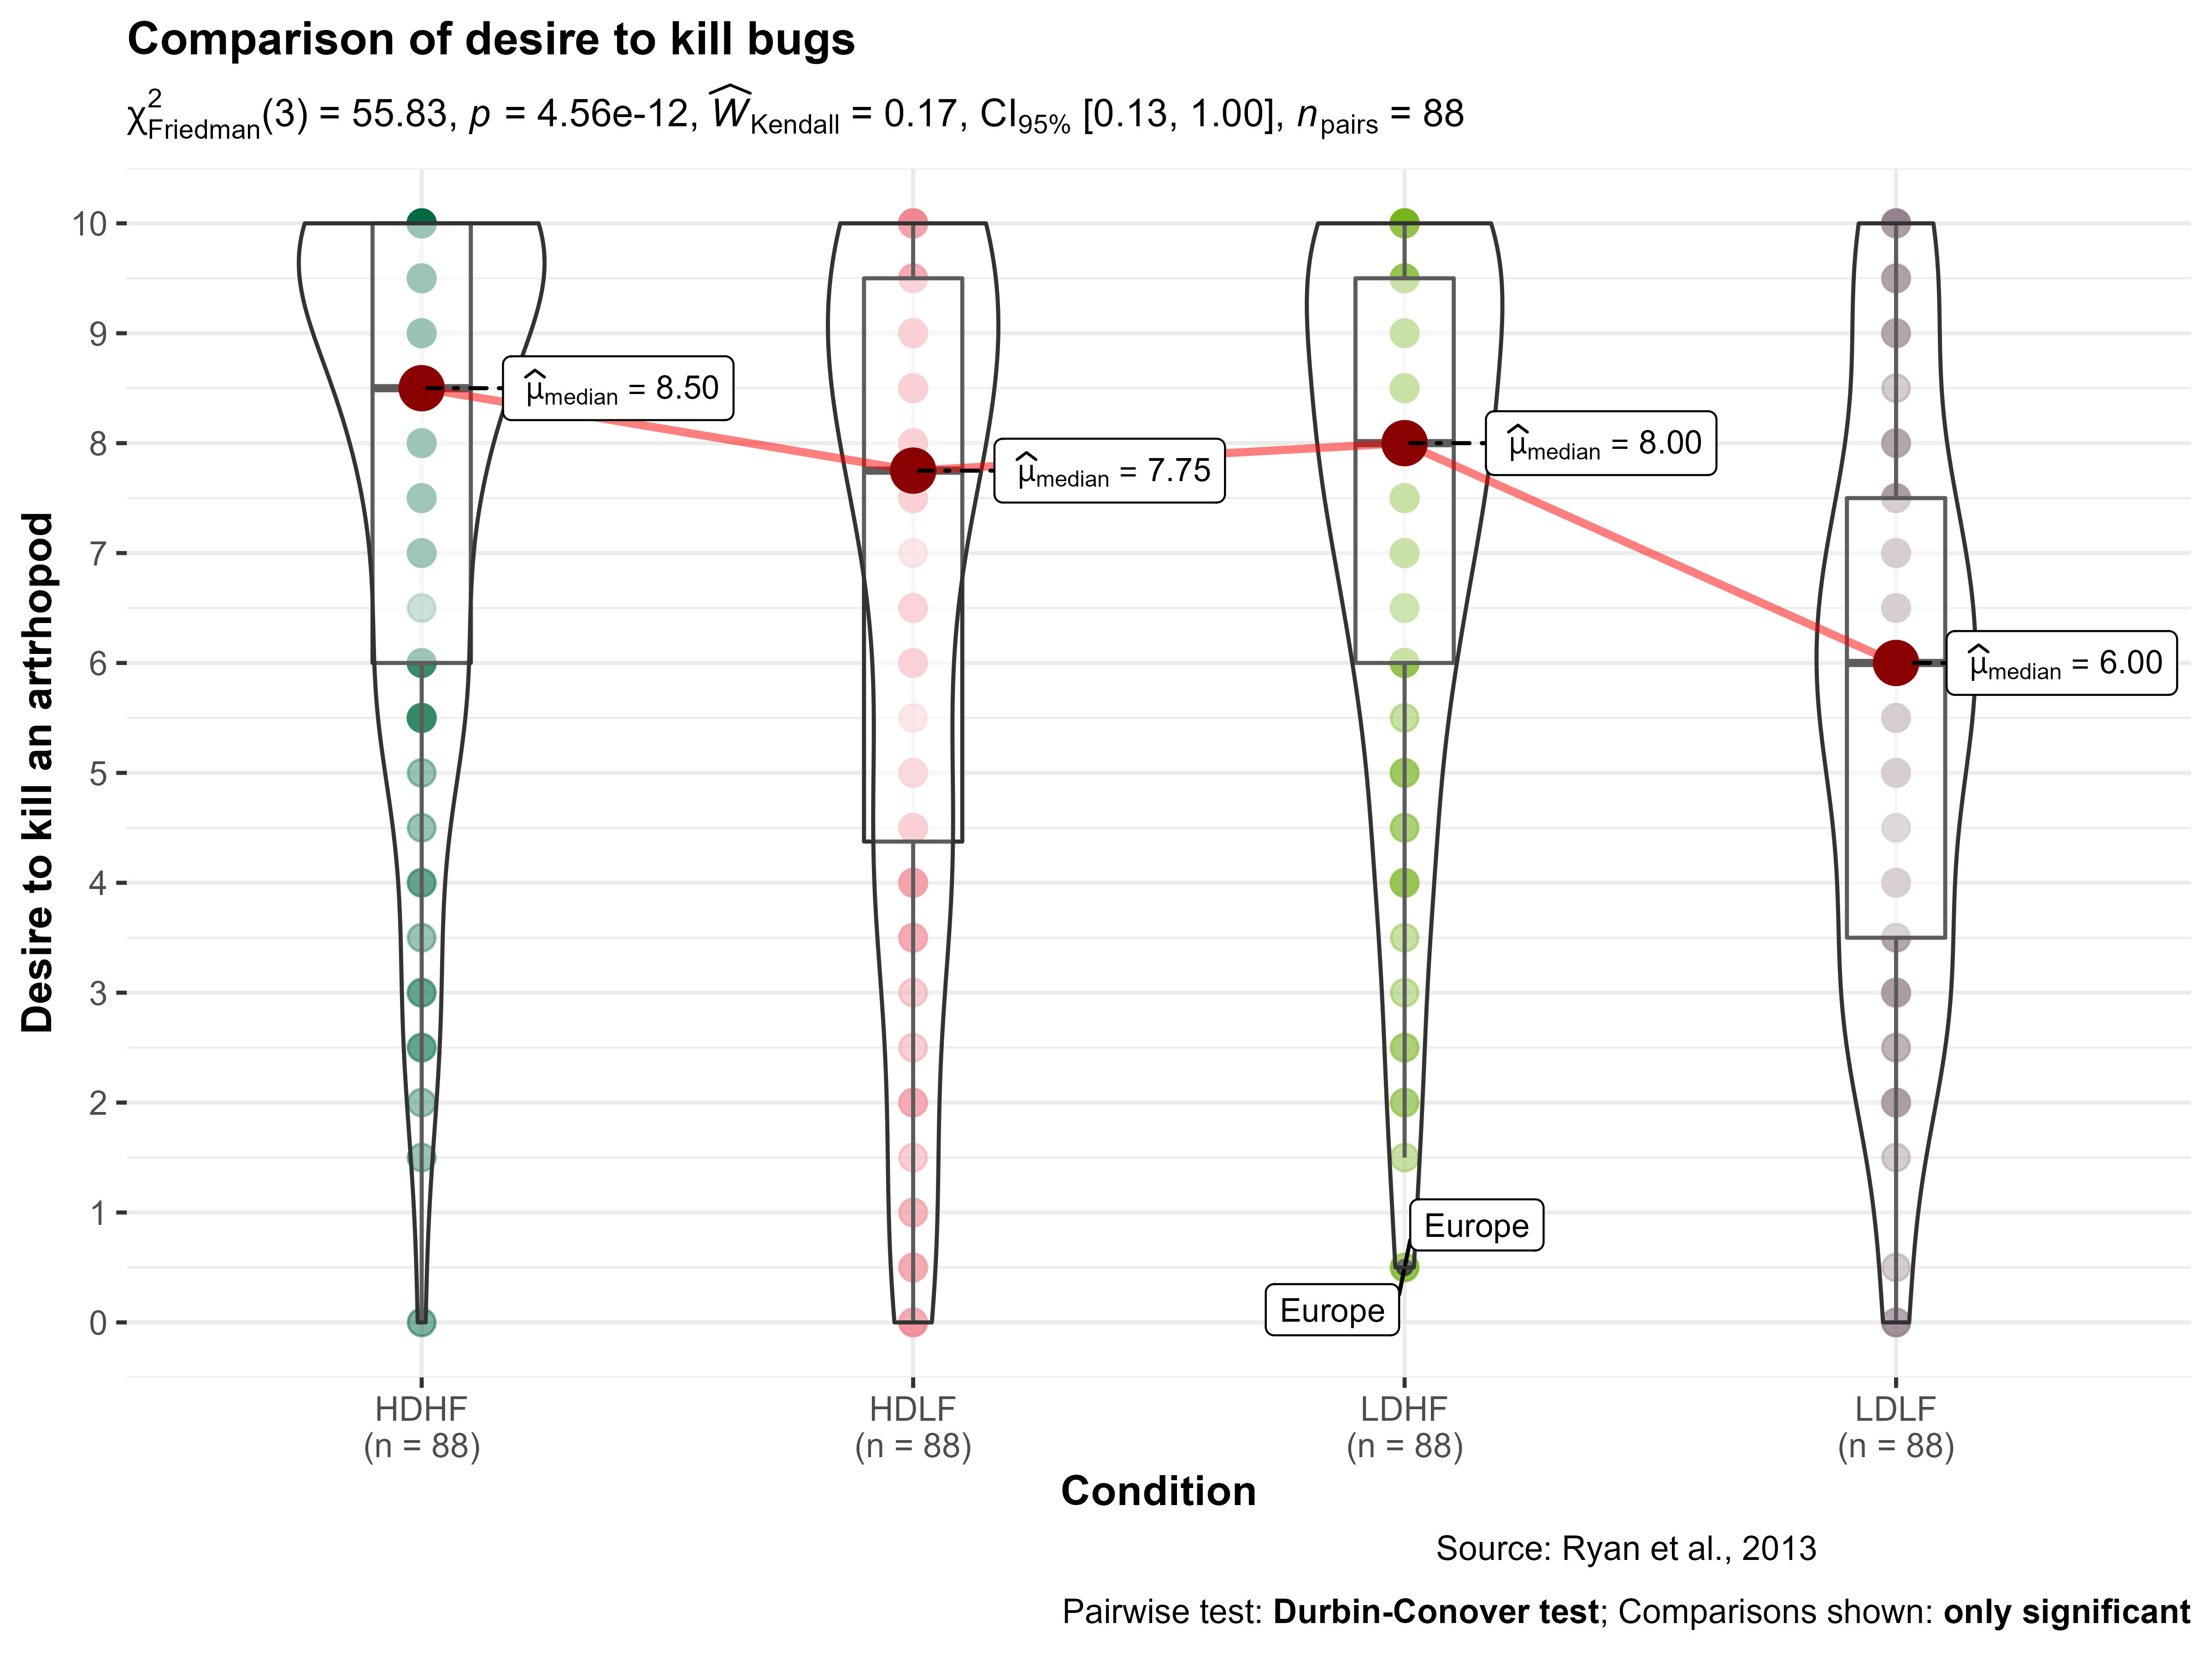 Comparison of desire to kill bugs
χ²Friedman(3) = 55.83, p = 4.56e-12, ŴKendall = 0.17, CI95% [0.13, 1.00], npairs = 88
Desire to kill an artrhopod
10
9
8
7
6
5
4
3
2
1
0
μ̂median = 8.50
μ̂median = 7.75
μ̂median = 8.00
μ̂median = 6.00
Europe
Europe
HDHF
(n = 88)
HDLF
(n = 88)
LDHF
(n = 88)
LDLF
(n = 88)
Condition
Source: Ryan et al., 2013
Pairwise test: Durbin-Conover test; Comparisons shown: only significant